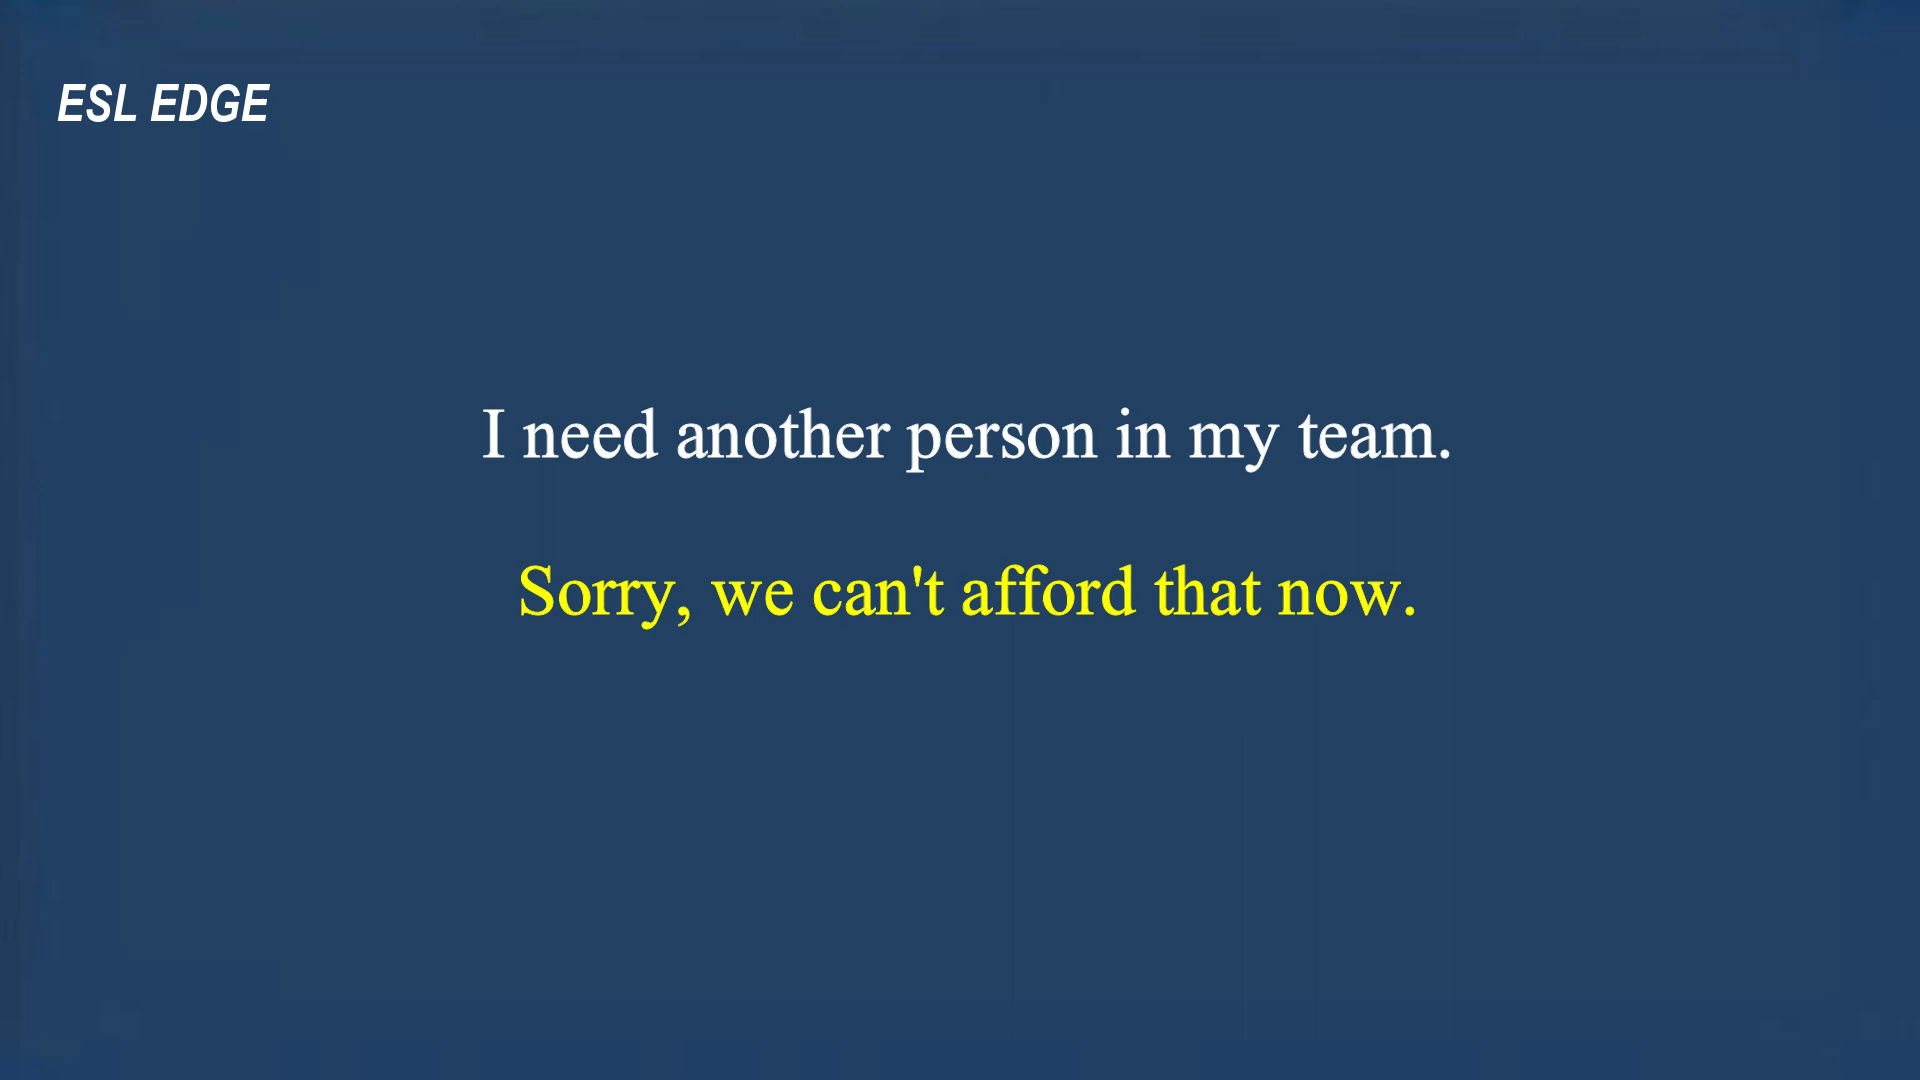 ESL EDGE
I need another person in my team.
Sorry, we can't afford that now.